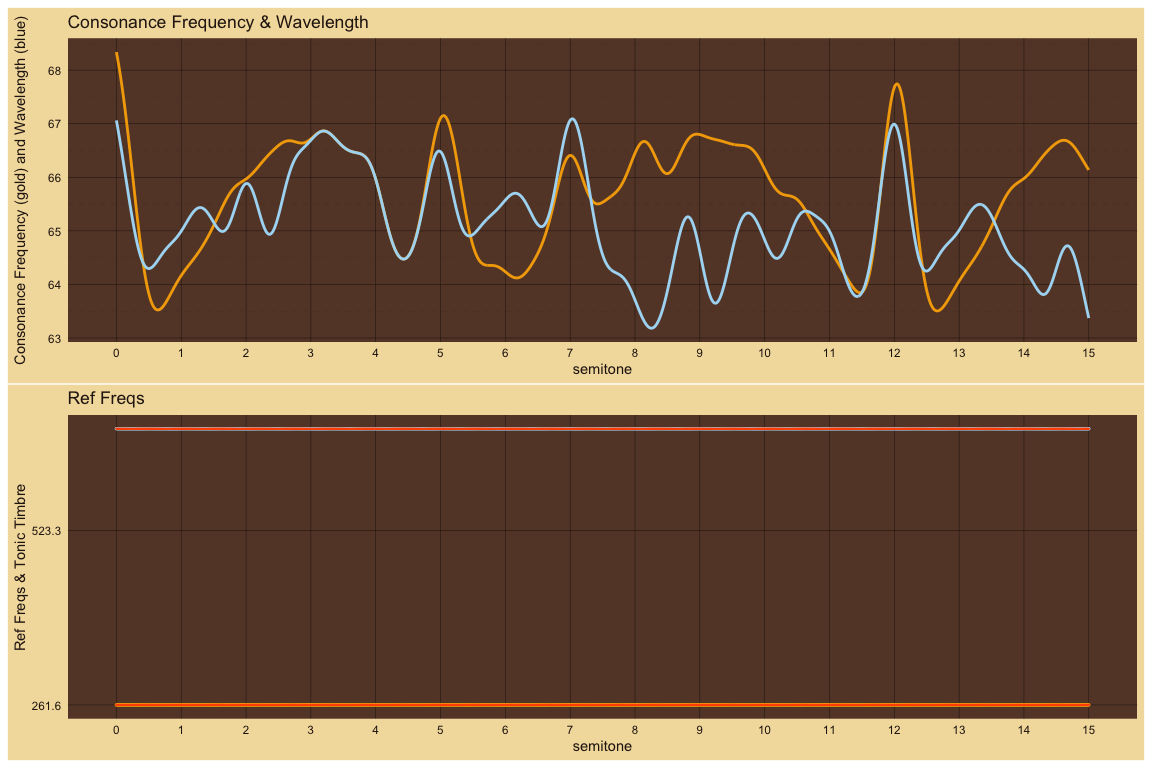 Consonance Frequency & Wavelength
Consonance Frequency (gold) and Wavelength (blue)
68
67
66
65
64
63
0 1 2 3 4 5 6 7 8 9 10 11 12 13 14 15
semitone
Ref Freqs
Ref Freqs & Tonic Timbre
523.3
261.6
0 1 2 3 4 5 6 7 8 9 10 11 12 13 14 15
semitone